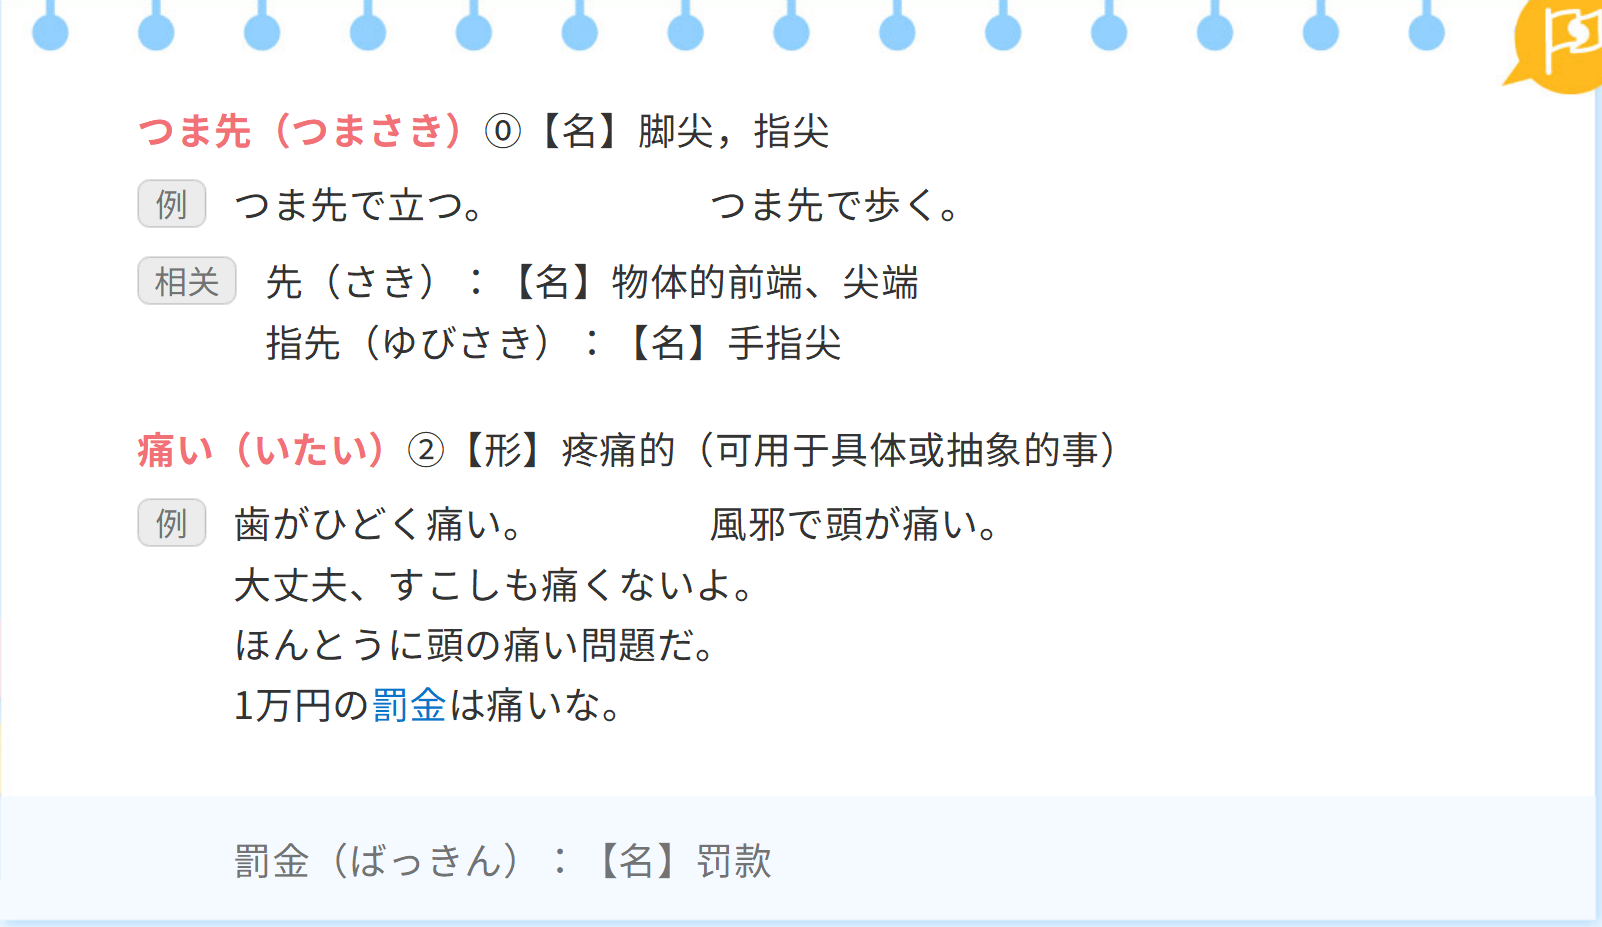 つま先（つまさき）⓪【名】脚尖，指尖
例 つま先で立つ。 つま先で歩く。
相关 先（さき）：【名】物体的前端、尖端
指先（ゆびさき）：【名】手指尖
痛い（いたい）②【形】疼痛的（可用于具体或抽象的事）
例 歯がひどく痛い。 風邪で頭が痛い。
大丈夫、すこしも痛くないよ。
ほんとうに頭の痛い問題だ。
1万円の罰金は痛いな。
罰金（ばっきん）：【名】罚款